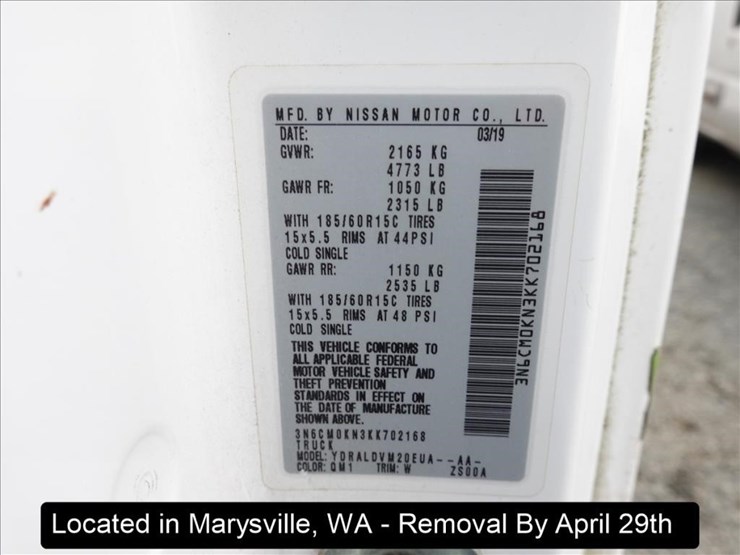 MFD. BY NISSAN MOTOR CO., LTD.
DATE: 03/19
GVWR: 2165 KG
4773 LB
GAWR FR: 1050 KG
2315 LB
WITH 185/60R15C TIRES
15x5.5 RIMS AT 44PSI
COLD SINGLE
GAWR RR: 1150 KG
2535 LB
WITH 185/60R15C TIRES
15x5.5 RIMS AT 48 PSI
COLD SINGLE
THIS VEHICLE CONFORMS TO
ALL APPLICABLE FEDERAL
MOTOR VEHICLE SAFETY AND
THEFT PREVENTION
STANDARDS IN EFFECT ON
THE DATE OF MANUFACTURE
SHOWN ABOVE.
3N6CM0KN3KK702168
TRUCK
MODEL: YDRALDVM20EUA--AA-
COLOR: QM1 TRIM: W ZS00A
3N6CM0KN3KK702168
Located in Marysville, WA - Removal By April 29th